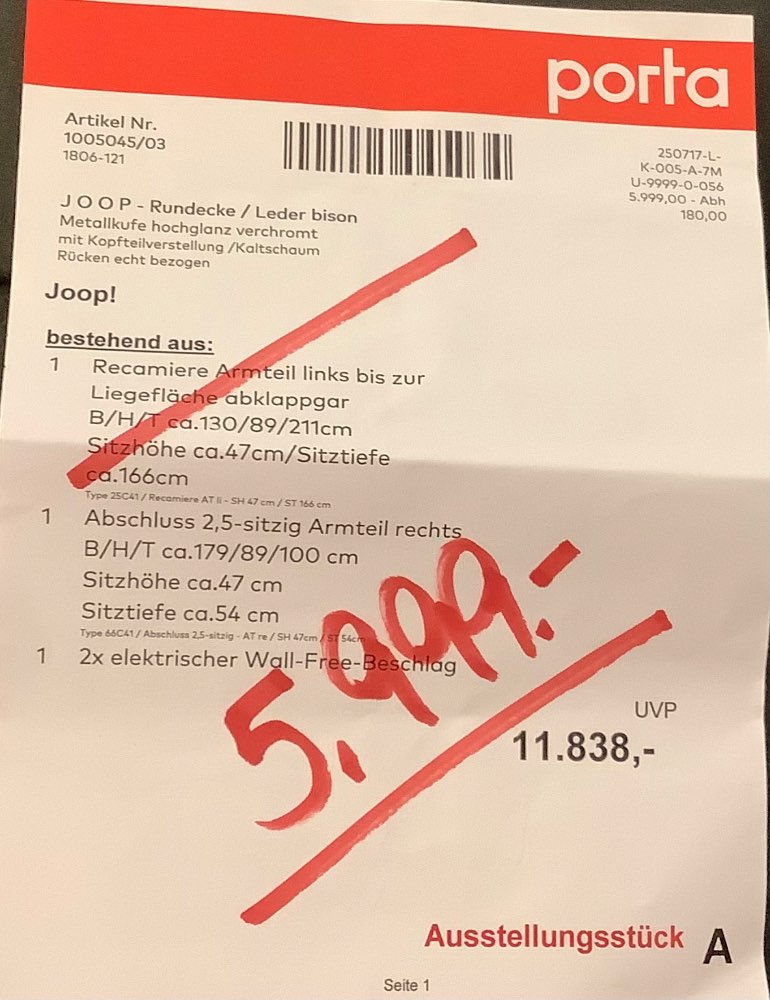 porta
Artikel Nr.
1005045/03
1806-121
250717-L-
K-005-A-7M
U-9999-0-056
5.999,00 - Abh
180,00
J O O P - Rundecke / Leder bison
Metallkufe hochglanz verchromt
mit Kopfteilverstellung /Kaltschaum
Rücken echt bezogen
Joop!
bestehend aus:
1 Recamiere Armteil links bis zur
Liegefläche abklappgar
B/H/T ca.130/89/211cm
Sitzhöhe ca.47cm/Sitztiefe
ca.166cm
Type 25C41 / Recamiere AT li - SH 47 cm / ST 166 cm
1 Abschluss 2,5-sitzig Armteil rechts
B/H/T ca.179/89/100 cm
Sitzhöhe ca.47 cm
Sitztiefe ca.54 cm
Type 66C41 / Abschluss 2,5-sitzig - AT re / SH 47cm / ST 54cm
1 2x elektrischer Wall-Free-Beschlag
5.999.-
UVP
11.838,-
Ausstellungsstück A
Seite 1